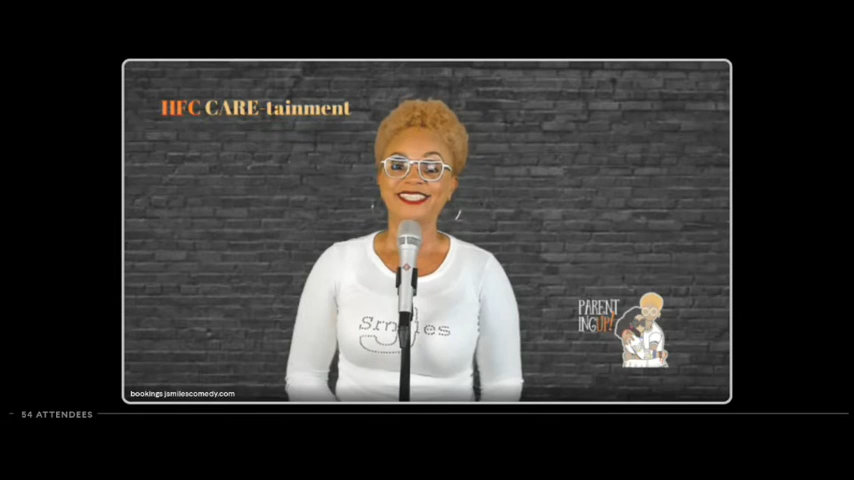 HFC CARE-tainment
Smiles
PARENT
INGUP!
bookings jsmilescomedy.com
54 ATTENDEES